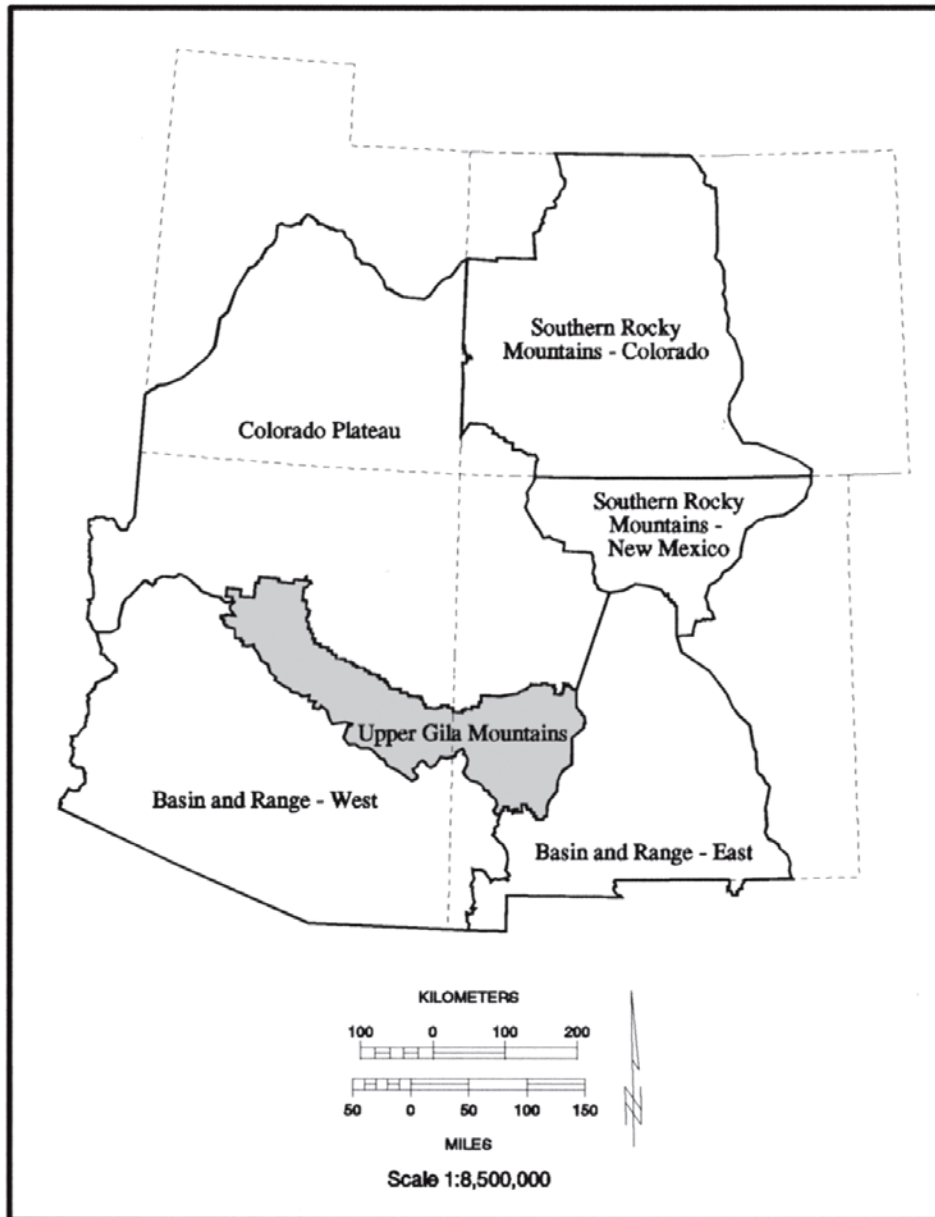 Southern Rocky
Mountains - Colorado
Colorado Plateau
Southern Rocky
Mountains -
New Mexico
Upper Gila Mountains
Basin and Range - West
Basin and Range - East
KILOMETERS
100 0 100 200
50 0 50 100 150
MILES
Scale 1:8,500,000